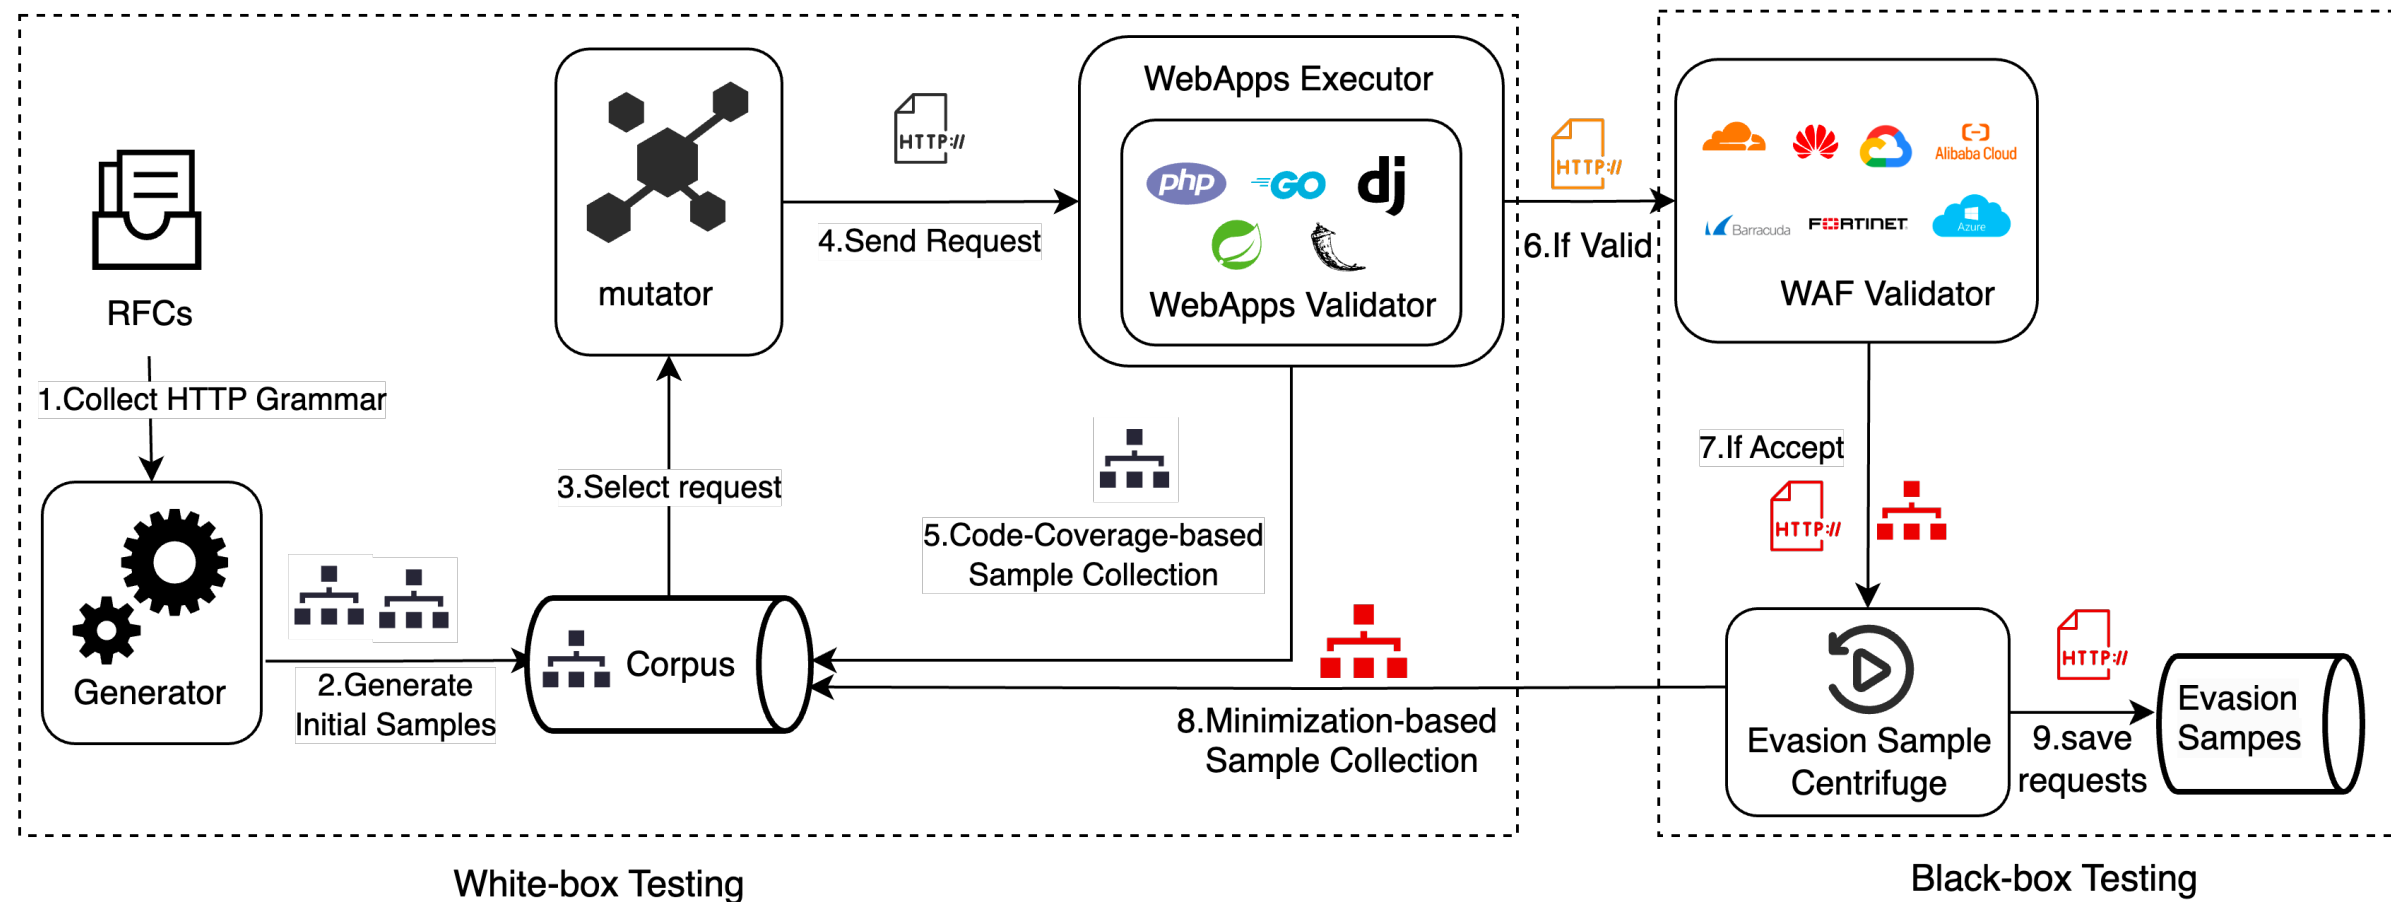 RFCs
1.Collect HTTP Grammar
Generator
2.Generate
Initial Samples
Corpus
3.Select request
mutator
HTTP://
4.Send Request
WebApps Executor
php
GO
dj
WebApps Validator
5.Code-Coverage-based
Sample Collection
HTTP://
6.If Valid
Alibaba Cloud
Barracuda
FORTINET
Azure
WAF Validator
7.If Accept
HTTP://
8.Minimization-based
Sample Collection
Evasion Sample
Centrifuge
HTTP://
9.save
requests
Evasion
Sampes
White-box Testing
Black-box Testing